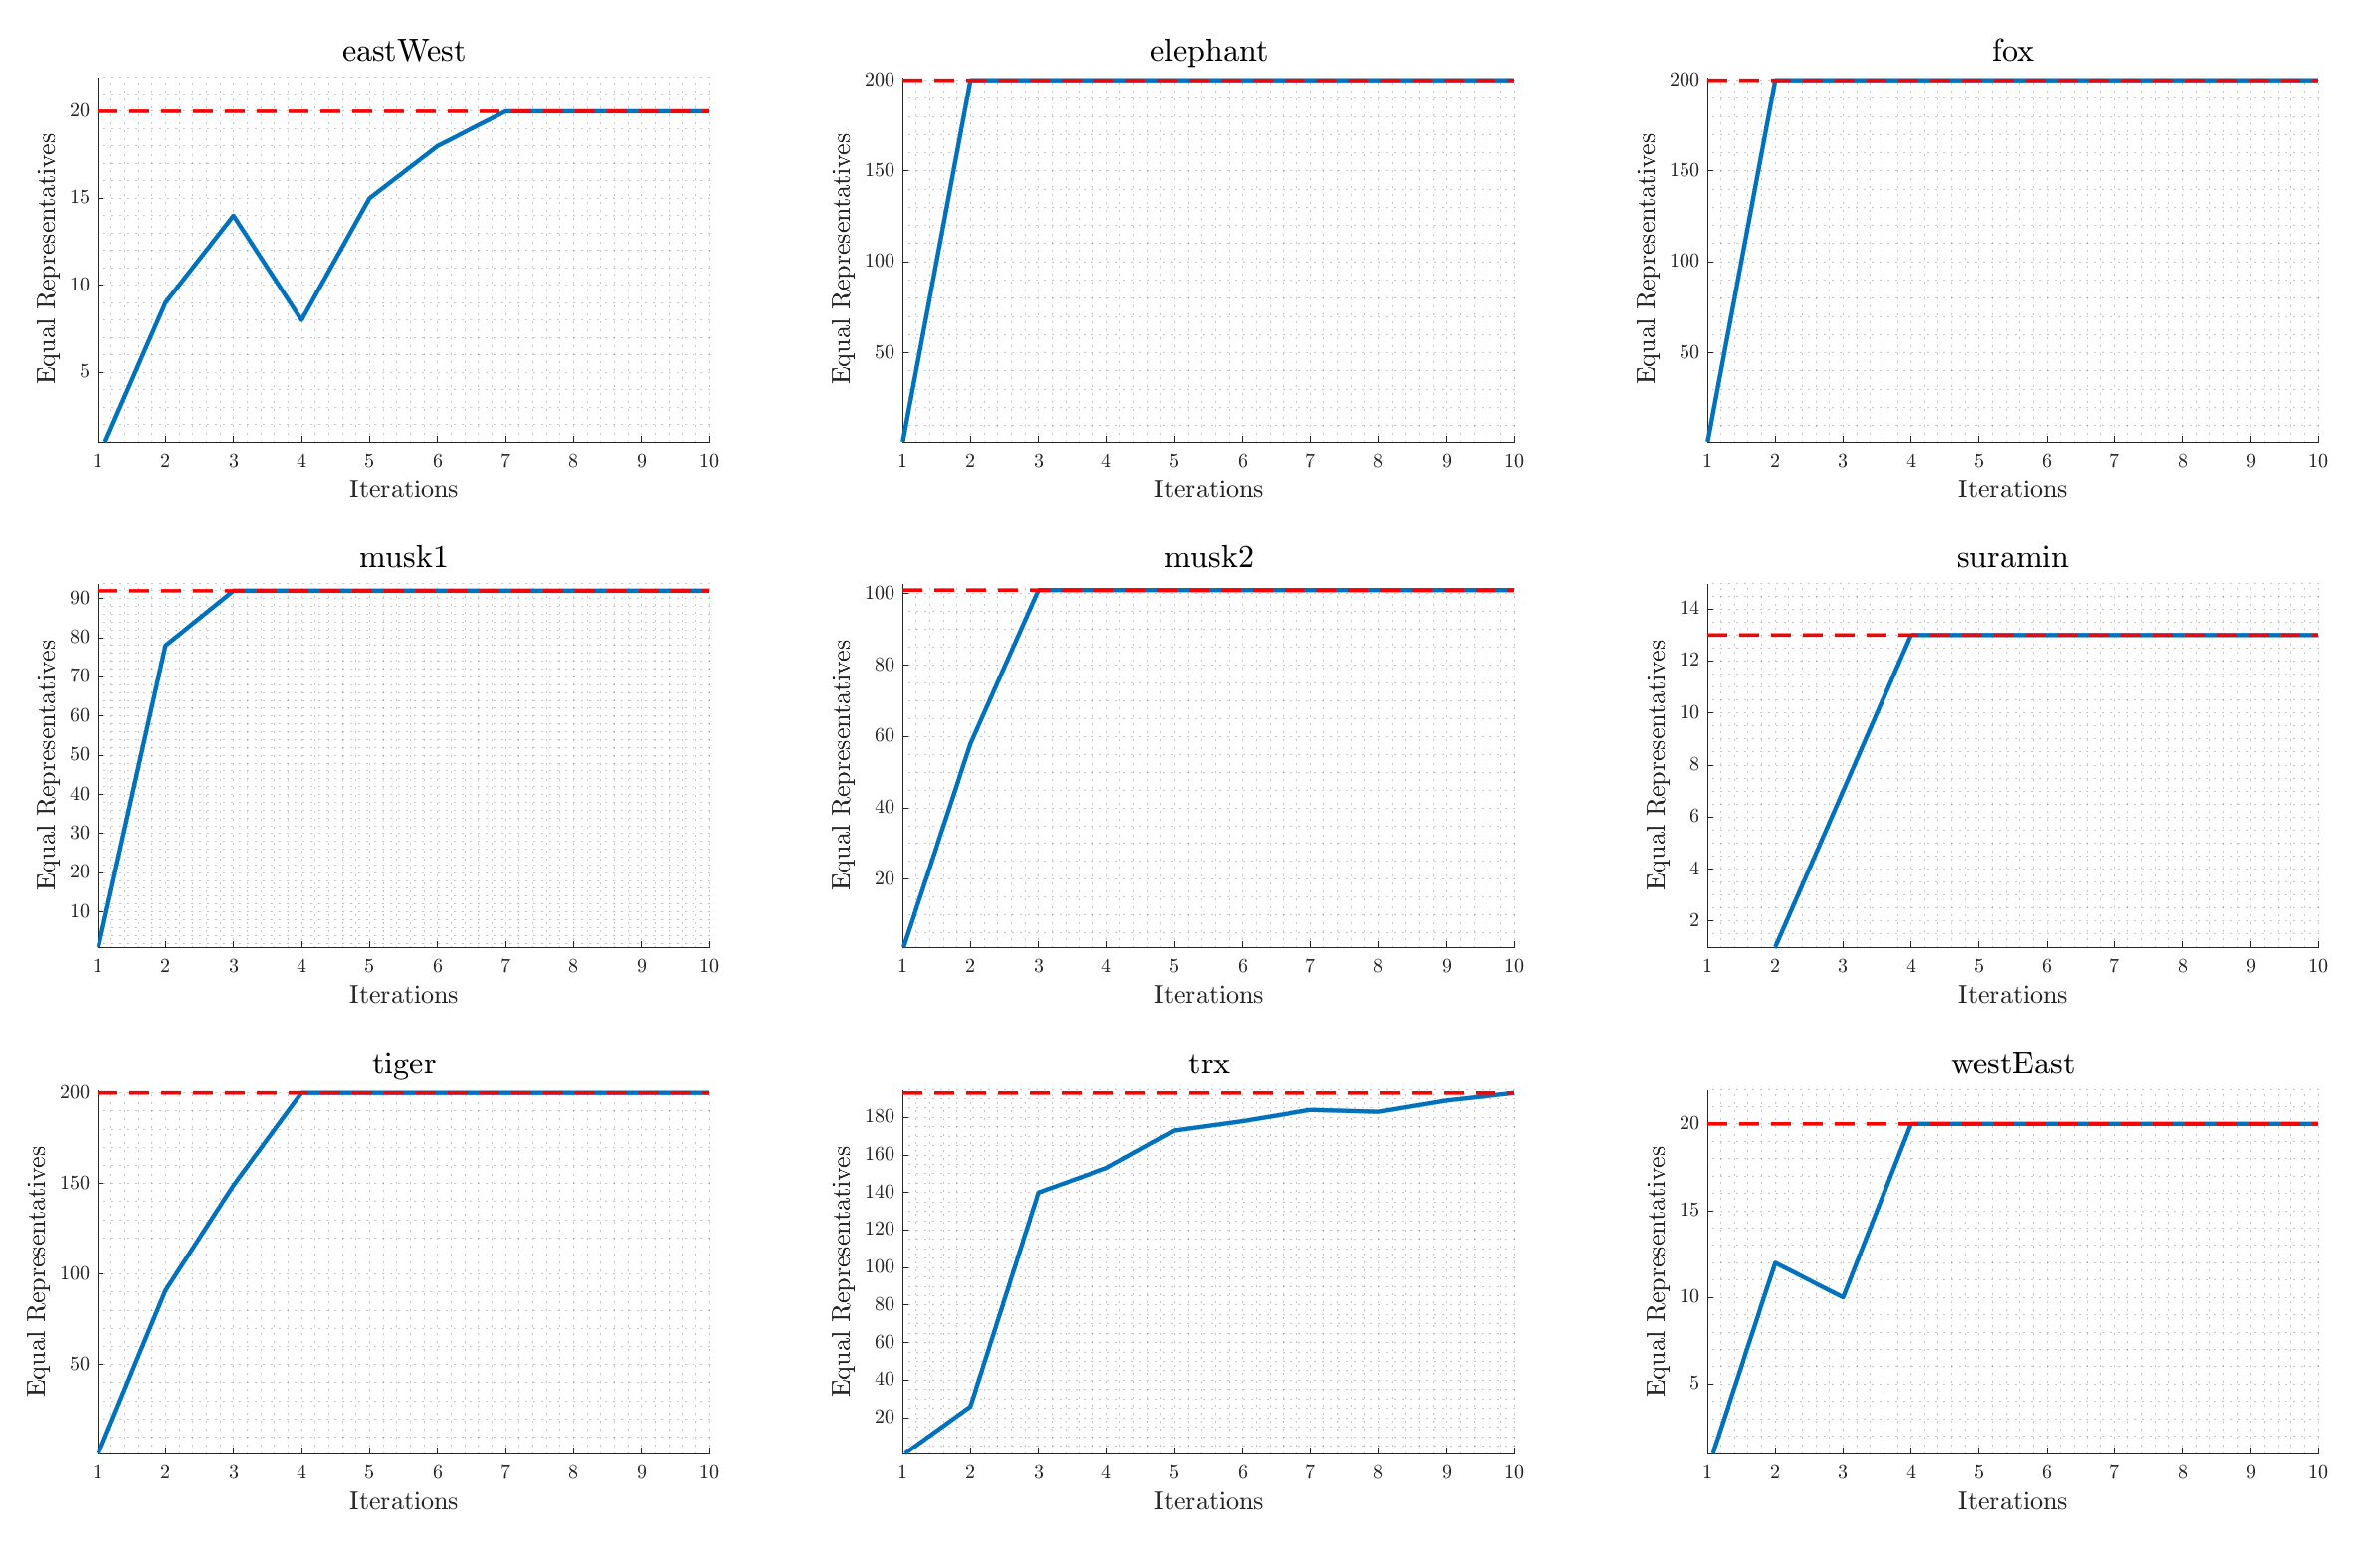 eastWest
Equal Representatives
20
15
10
5
1 2 3 4 5 6 7 8 9 10
Iterations
elephant
Equal Representatives
200
150
100
50
1 2 3 4 5 6 7 8 9 10
Iterations
fox
Equal Representatives
200
150
100
50
1 2 3 4 5 6 7 8 9 10
Iterations
musk1
Equal Representatives
90
80
70
60
50
40
30
20
10
1 2 3 4 5 6 7 8 9 10
Iterations
musk2
Equal Representatives
100
80
60
40
20
1 2 3 4 5 6 7 8 9 10
Iterations
suramin
Equal Representatives
14
12
10
8
6
4
2
1 2 3 4 5 6 7 8 9 10
Iterations
tiger
Equal Representatives
200
150
100
50
1 2 3 4 5 6 7 8 9 10
Iterations
trx
Equal Representatives
180
160
140
120
100
80
60
40
20
1 2 3 4 5 6 7 8 9 10
Iterations
westEast
Equal Representatives
20
15
10
5
1 2 3 4 5 6 7 8 9 10
Iterations